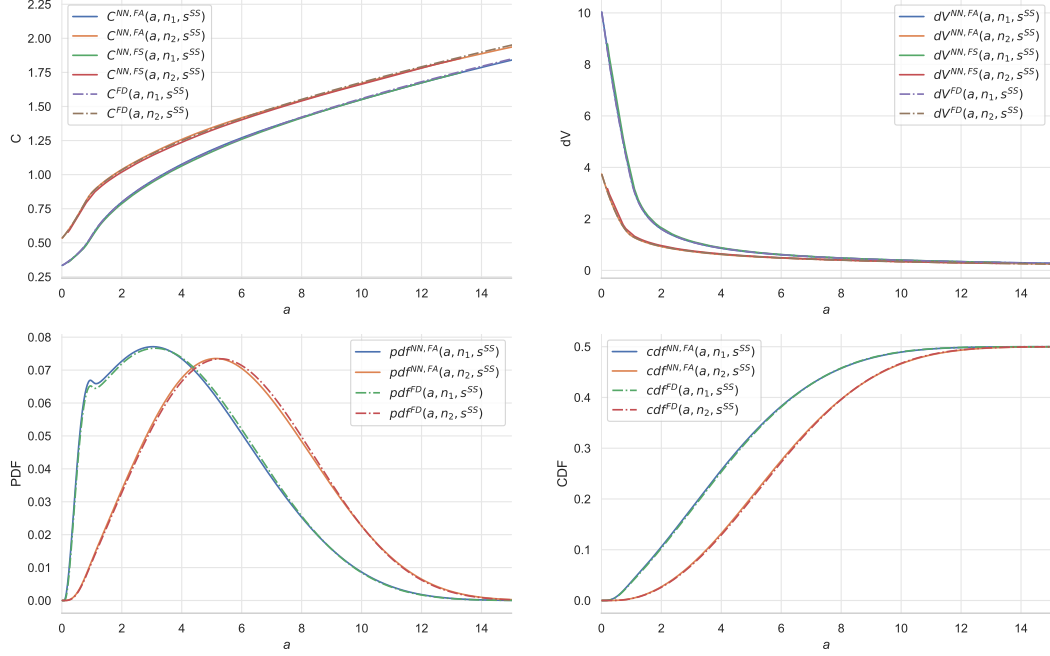 2.25
2.00
1.75
1.50
1.25
1.00
0.75
0.50
0.25
C
C^{NN,FA}(a, n_1, s^{SS})
C^{NN,FA}(a, n_2, s^{SS})
C^{NN,FS}(a, n_1, s^{SS})
C^{NN,FS}(a, n_2, s^{SS})
C^{FD}(a, n_1, s^{SS})
C^{FD}(a, n_2, s^{SS})
0 2 4 6 8 10 12 14
a
10
8
6
4
2
0
dV
dV^{NN,FA}(a, n_1, s^{SS})
dV^{NN,FA}(a, n_2, s^{SS})
dV^{NN,FS}(a, n_1, s^{SS})
dV^{NN,FS}(a, n_2, s^{SS})
dV^{FD}(a, n_1, s^{SS})
dV^{FD}(a, n_2, s^{SS})
0 2 4 6 8 10 12 14
a
0.08
0.07
0.06
0.05
0.04
0.03
0.02
0.01
0.00
PDF
pdf^{NN,FA}(a, n_1, s^{SS})
pdf^{NN,FA}(a, n_2, s^{SS})
pdf^{FD}(a, n_1, s^{SS})
pdf^{FD}(a, n_2, s^{SS})
0 2 4 6 8 10 12 14
a
0.5
0.4
0.3
0.2
0.1
0.0
CDF
cdf^{NN,FA}(a, n_1, s^{SS})
cdf^{NN,FA}(a, n_2, s^{SS})
cdf^{FD}(a, n_1, s^{SS})
cdf^{FD}(a, n_2, s^{SS})
0 2 4 6 8 10 12 14
a